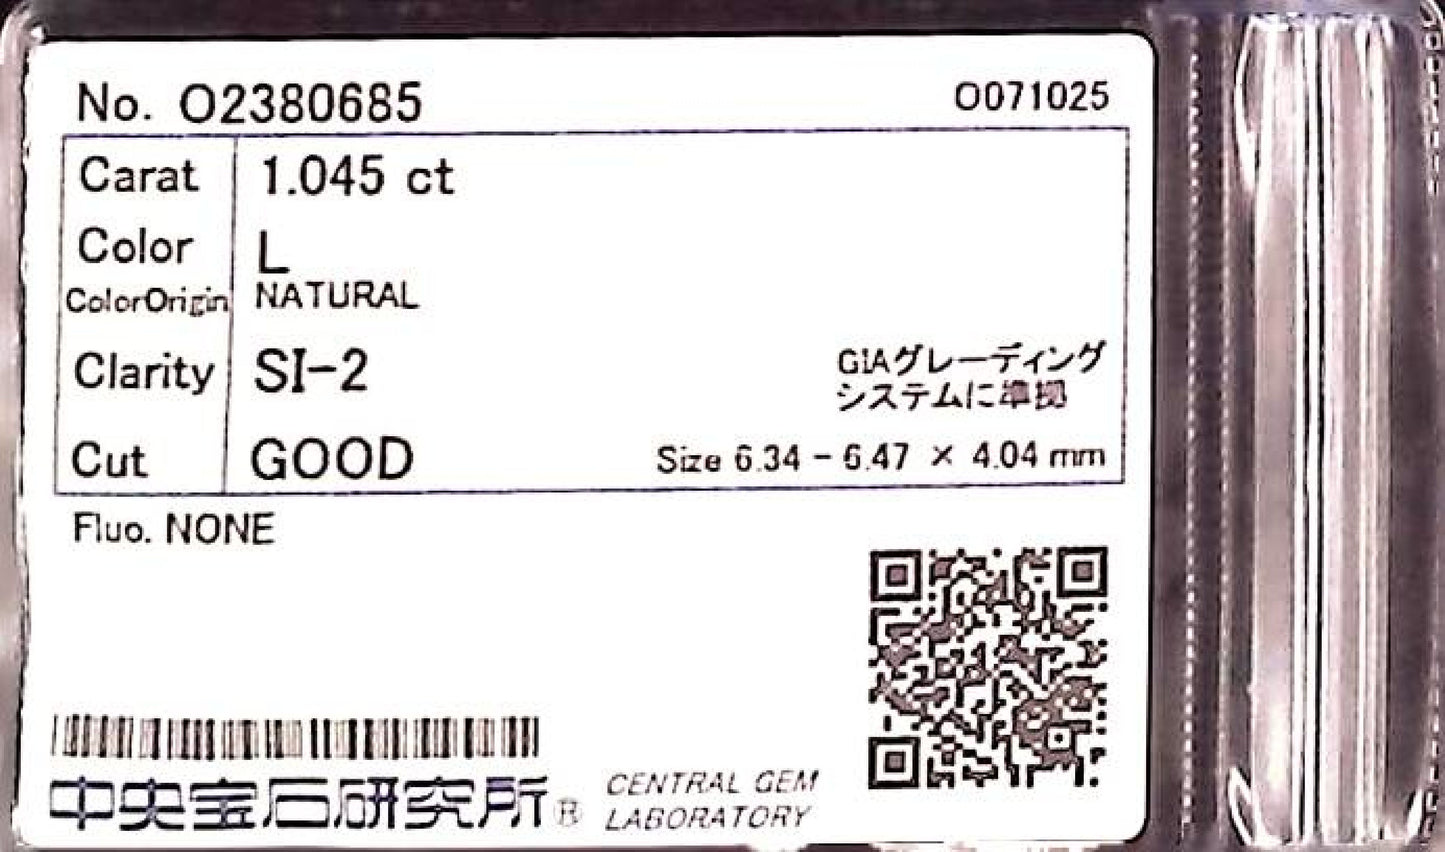 No. O2380685 O071025
Carat 1.045 ct
Color L
ColorOrigin NATURAL
Clarity SI-2
GIAグレーディング
システムに準拠
Cut GOOD Size 6.34 - 6.47 × 4.04 mm
Fluo. NONE
中央宝石研究所® CENTRAL GEM
LABORATORY